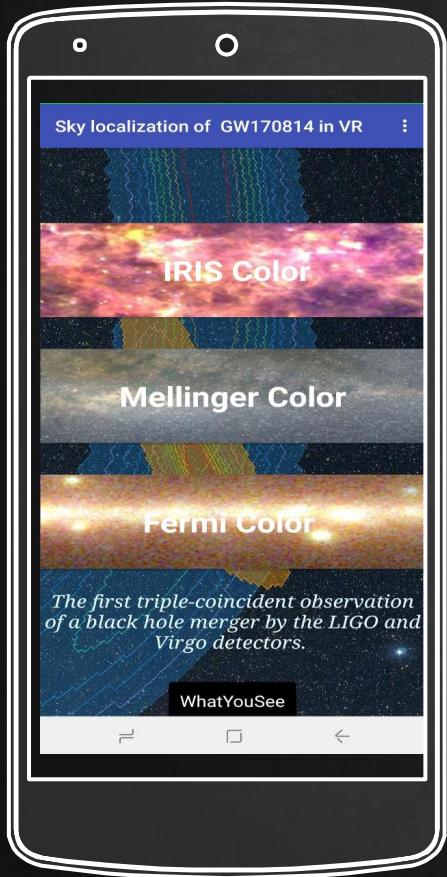 Sky localization of GW170814 in VR
IRIS Color
Mellinger Color
Fermi Color
The first triple-coincident observation
of a black hole merger by the LIGO and
Virgo detectors.
WhatYouSee